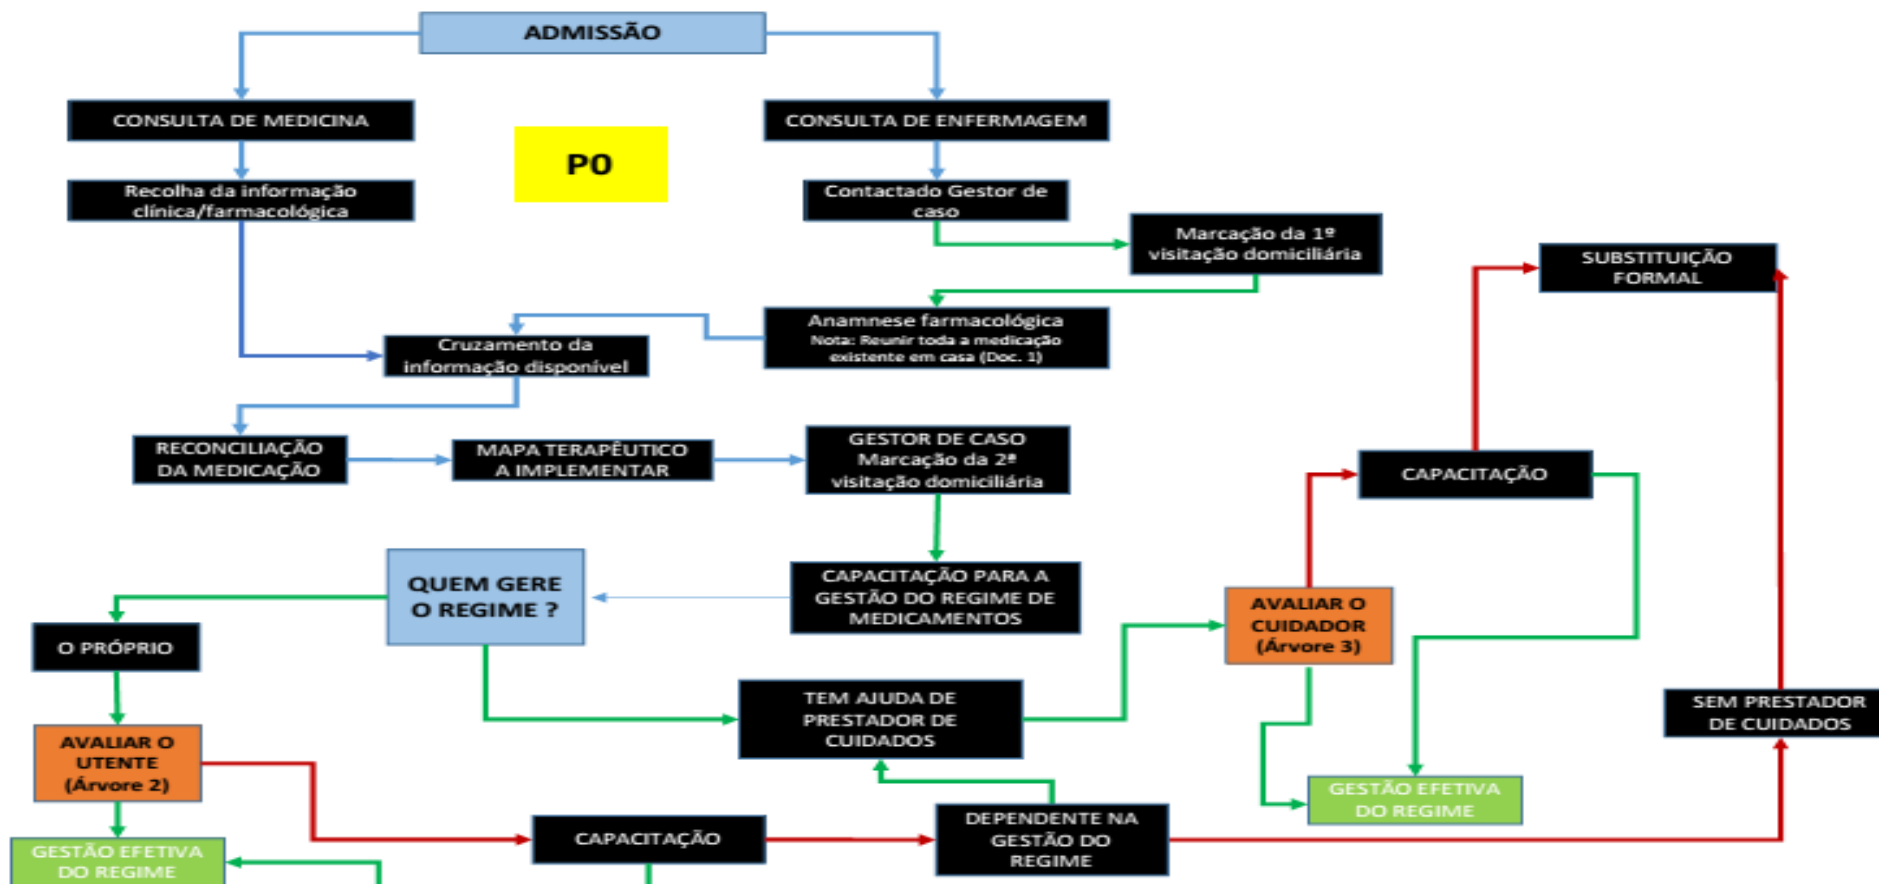 ADMISSÃO
CONSULTA DE MEDICINA
CONSULTA DE ENFERMAGEM
P0
Recolha da informação
clínica/farmacológica
Contactado Gestor de
caso
Marcação da 1º
visitação domiciliária
SUBSTITUIÇÃO
FORMAL
Anamnese farmacológica
Nota: Reunir toda a medicação
existente em casa (Doc. 1)
Cruzamento da
informação disponível
RECONCILIAÇÃO
DA MEDICAÇÃO
MAPA TERAPÊUTICO
A IMPLEMENTAR
GESTOR DE CASO
Marcação da 2ª
visitação domiciliária
CAPACITAÇÃO
QUEM GERE
O REGIME ?
CAPACITAÇÃO PARA A
GESTÃO DO REGIME DE
MEDICAMENTOS
AVALIAR O
CUIDADOR
(Árvore 3)
O PRÓPRIO
TEM AJUDA DE
PRESTADOR DE
CUIDADOS
SEM PRESTADOR
DE CUIDADOS
AVALIAR O
UTENTE
(Árvore 2)
GESTÃO EFETIVA
DO REGIME
CAPACITAÇÃO
DEPENDENTE NA
GESTÃO DO
REGIME
GESTÃO EFETIVA
DO REGIME